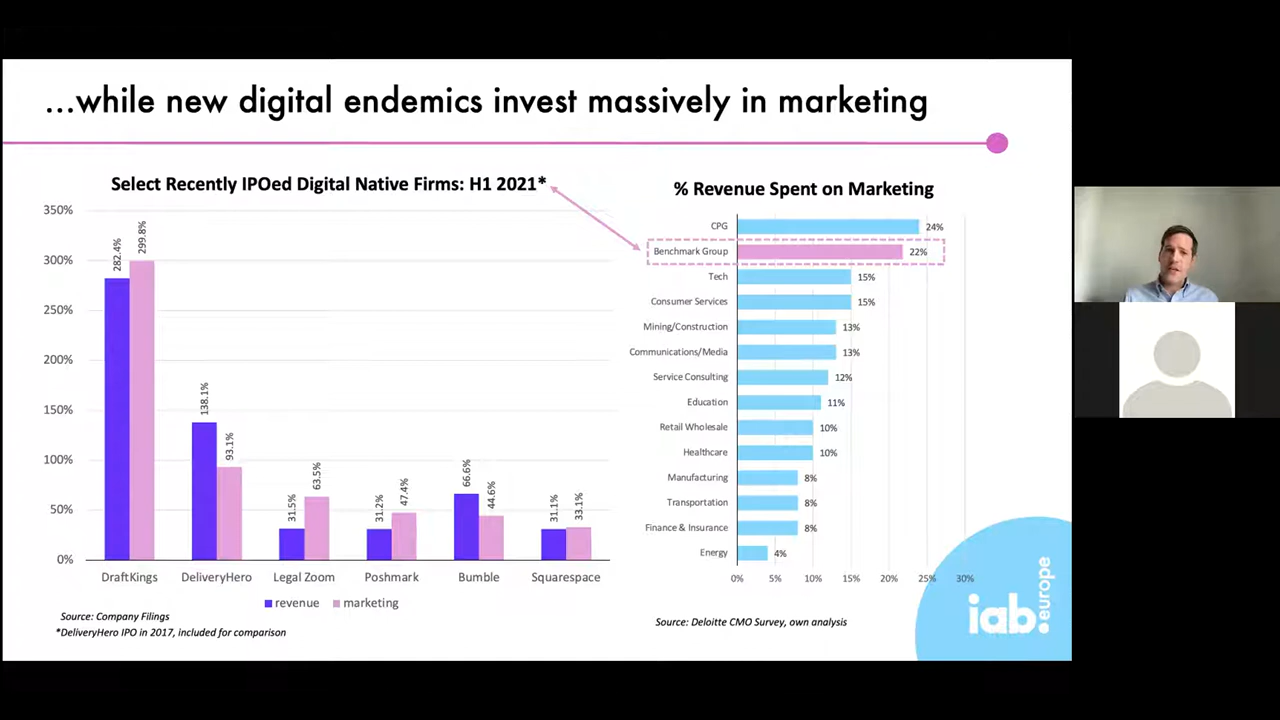 ...while new digital endemics invest massively in marketing
Select Recently IPOed Digital Native Firms: H1 2021*
350%
300%
250%
200%
150%
100%
50%
0%
282.4%
299.8%
138.1%
93.1%
31.5%
63.5%
31.2%
47.4%
66.6%
44.6%
31.1%
33.1%
DraftKings
DeliveryHero
Legal Zoom
Poshmark
Bumble
Squarespace
revenue
marketing
Source: Company Filings
*DeliveryHero IPO in 2017, included for comparison
% Revenue Spent on Marketing
CPG 24%
Benchmark Group 22%
Tech 15%
Consumer Services 15%
Mining/Construction 13%
Communications/Media 13%
Service Consulting 12%
Education 11%
Retail Wholesale 10%
Healthcare 10%
Manufacturing 8%
Transportation 8%
Finance & Insurance 8%
Energy 4%
0% 5% 10% 15% 20% 25% 30%
Source: Deloitte CMO Survey, own analysis
iab.
europe